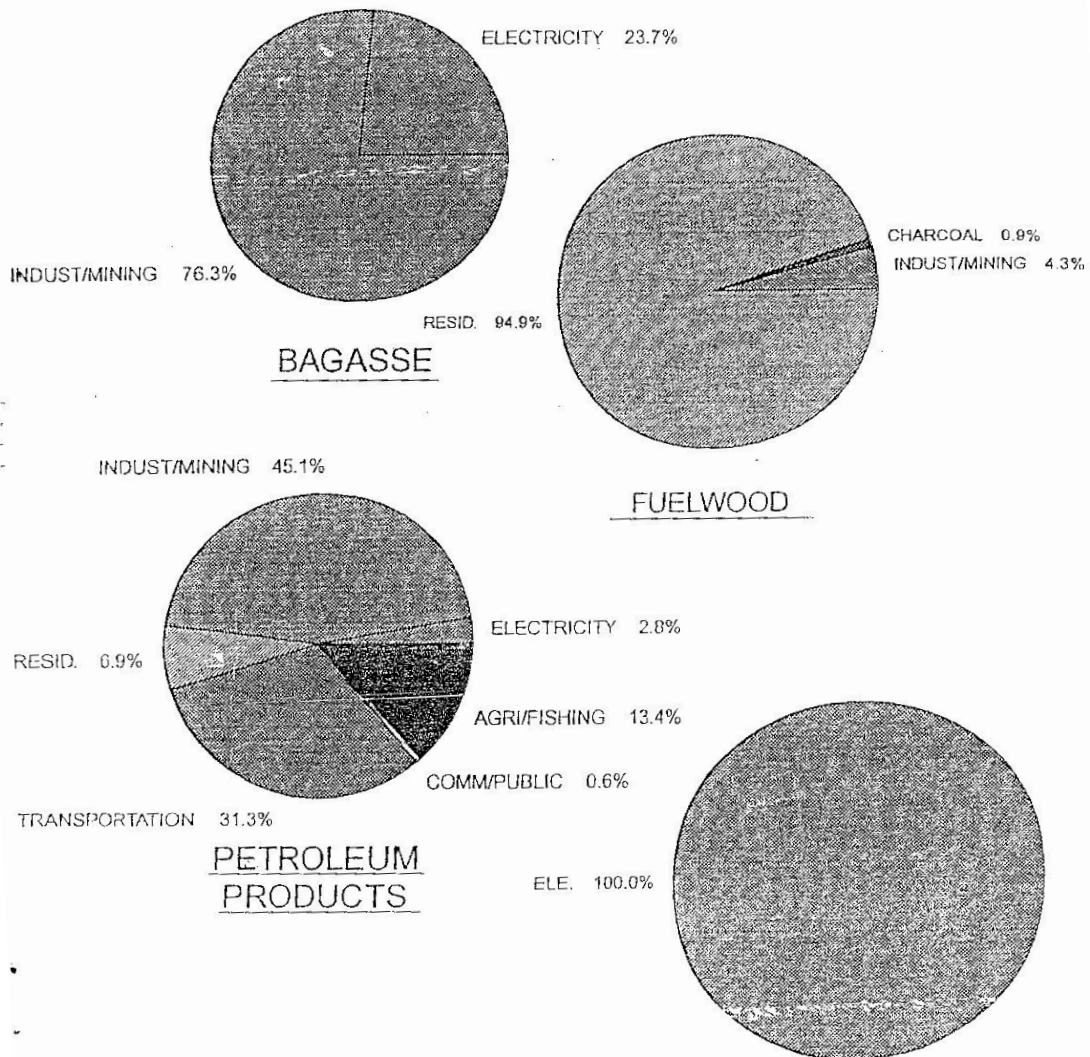 ELECTRICITY 23.7%
INDUST/MINING 76.3%
BAGASSE
CHARCOAL 0.9%
INDUST/MINING 4.3%
RESID. 94.9%
FUELWOOD
INDUST/MINING 45.1%
ELECTRICITY 2.8%
RESID. 6.9%
AGRI/FISHING 13.4%
COMM/PUBLIC 0.6%
TRANSPORTATION 31.3%
PETROLEUM
PRODUCTS
ELE. 100.0%